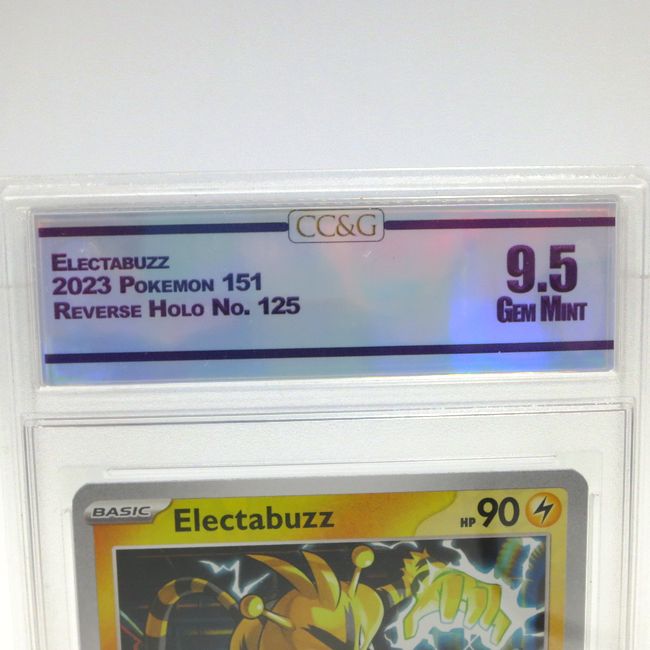 CC&G
Electabuzz
2023 Pokemon 151
Reverse Holo No. 125
9.5
Gem Mint
BASIC
Electabuzz
HP 90